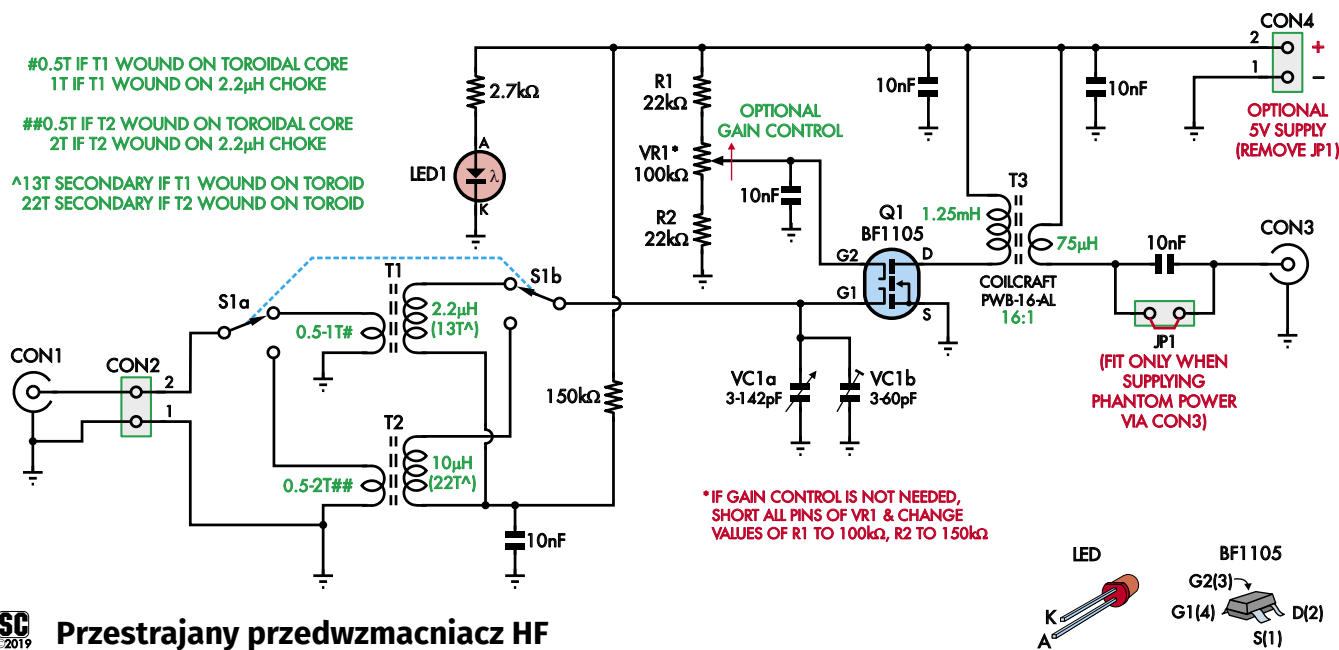 #0.5T IF T1 WOUND ON TOROIDAL CORE
1T IF T1 WOUND ON 2.2µH CHOKE
##0.5T IF T2 WOUND ON TOROIDAL CORE
2T IF T2 WOUND ON 2.2µH CHOKE
^13T SECONDARY IF T1 WOUND ON TOROID
22T SECONDARY IF T2 WOUND ON TOROID
2.7kΩ
A
LED1
λ
K
R1
22kΩ
OPTIONAL
GAIN CONTROL
VR1*
100kΩ
10nF
R2
22kΩ
10nF
10nF
CON4
2
+
1
–
OPTIONAL
5V SUPPLY
(REMOVE JP1)
T3
1.25mH
75µH
COILCRAFT
PWB-16-AL
16:1
Q1
BF1105
G2
D
G1
S
10nF
CON3
JP1
(FIT ONLY WHEN
SUPPLYING
PHANTOM POWER
VIA CON3)
S1a
S1b
T1
0.5-1T#
2.2µH
(13T^)
CON1
CON2
2
1
150kΩ
VC1a
3-142pF
VC1b
3-60pF
T2
0.5-2T##
10µH
(22T^)
10nF
*IF GAIN CONTROL IS NOT NEEDED,
SHORT ALL PINS OF VR1 & CHANGE
VALUES OF R1 TO 100kΩ, R2 TO 150kΩ
LED
K
A
BF1105
G2(3)
G1(4)
D(2)
S(1)
SC
©2019
Przestrajany przedwzmacniacz HF